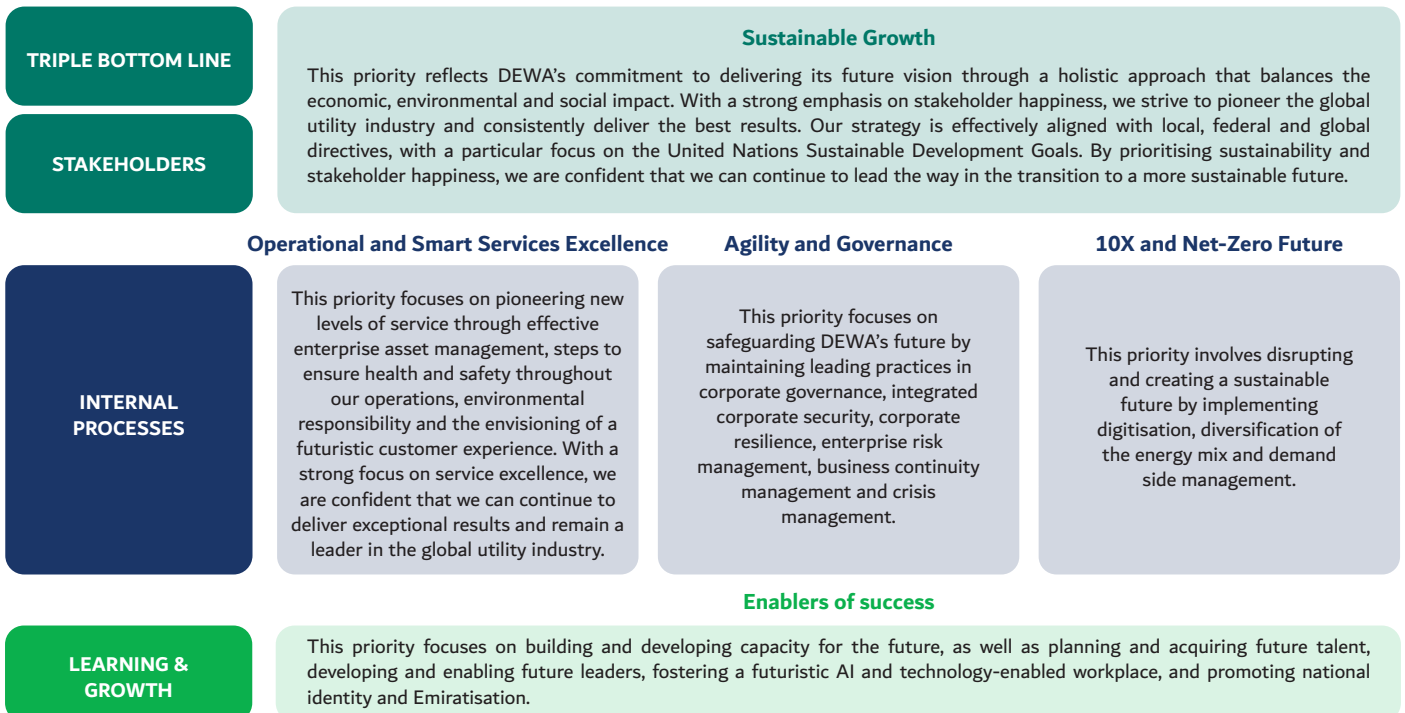 TRIPLE BOTTOM LINE
STAKEHOLDERS
Sustainable Growth
This priority reflects DEWA's commitment to delivering its future vision through a holistic approach that balances the
economic, environmental and social impact. With a strong emphasis on stakeholder happiness, we strive to pioneer the global
utility industry and consistently deliver the best results. Our strategy is effectively aligned with local, federal and global
directives, with a particular focus on the United Nations Sustainable Development Goals. By prioritising sustainability and
stakeholder happiness, we are confident that we can continue to lead the way in the transition to a more sustainable future.
INTERNAL
PROCESSES
Operational and Smart Services Excellence
This priority focuses on pioneering new
levels of service through effective
enterprise asset management, steps to
ensure health and safety throughout
our operations, environmental
responsibility and the envisioning of a
futuristic customer experience. With a
strong focus on service excellence, we
are confident that we can continue to
deliver exceptional results and remain a
leader in the global utility industry.
Agility and Governance
This priority focuses on
safeguarding DEWA's future by
maintaining leading practices in
corporate governance, integrated
corporate security, corporate
resilience, enterprise risk
management, business continuity
management and crisis
management.
10X and Net-Zero Future
This priority involves disrupting
and creating a sustainable
future by implementing
digitisation, diversification of
the energy mix and demand
side management.
Enablers of success
LEARNING &
GROWTH
This priority focuses on building and developing capacity for the future, as well as planning and acquiring future talent,
developing and enabling future leaders, fostering a futuristic AI and technology-enabled workplace, and promoting national
identity and Emiratisation.